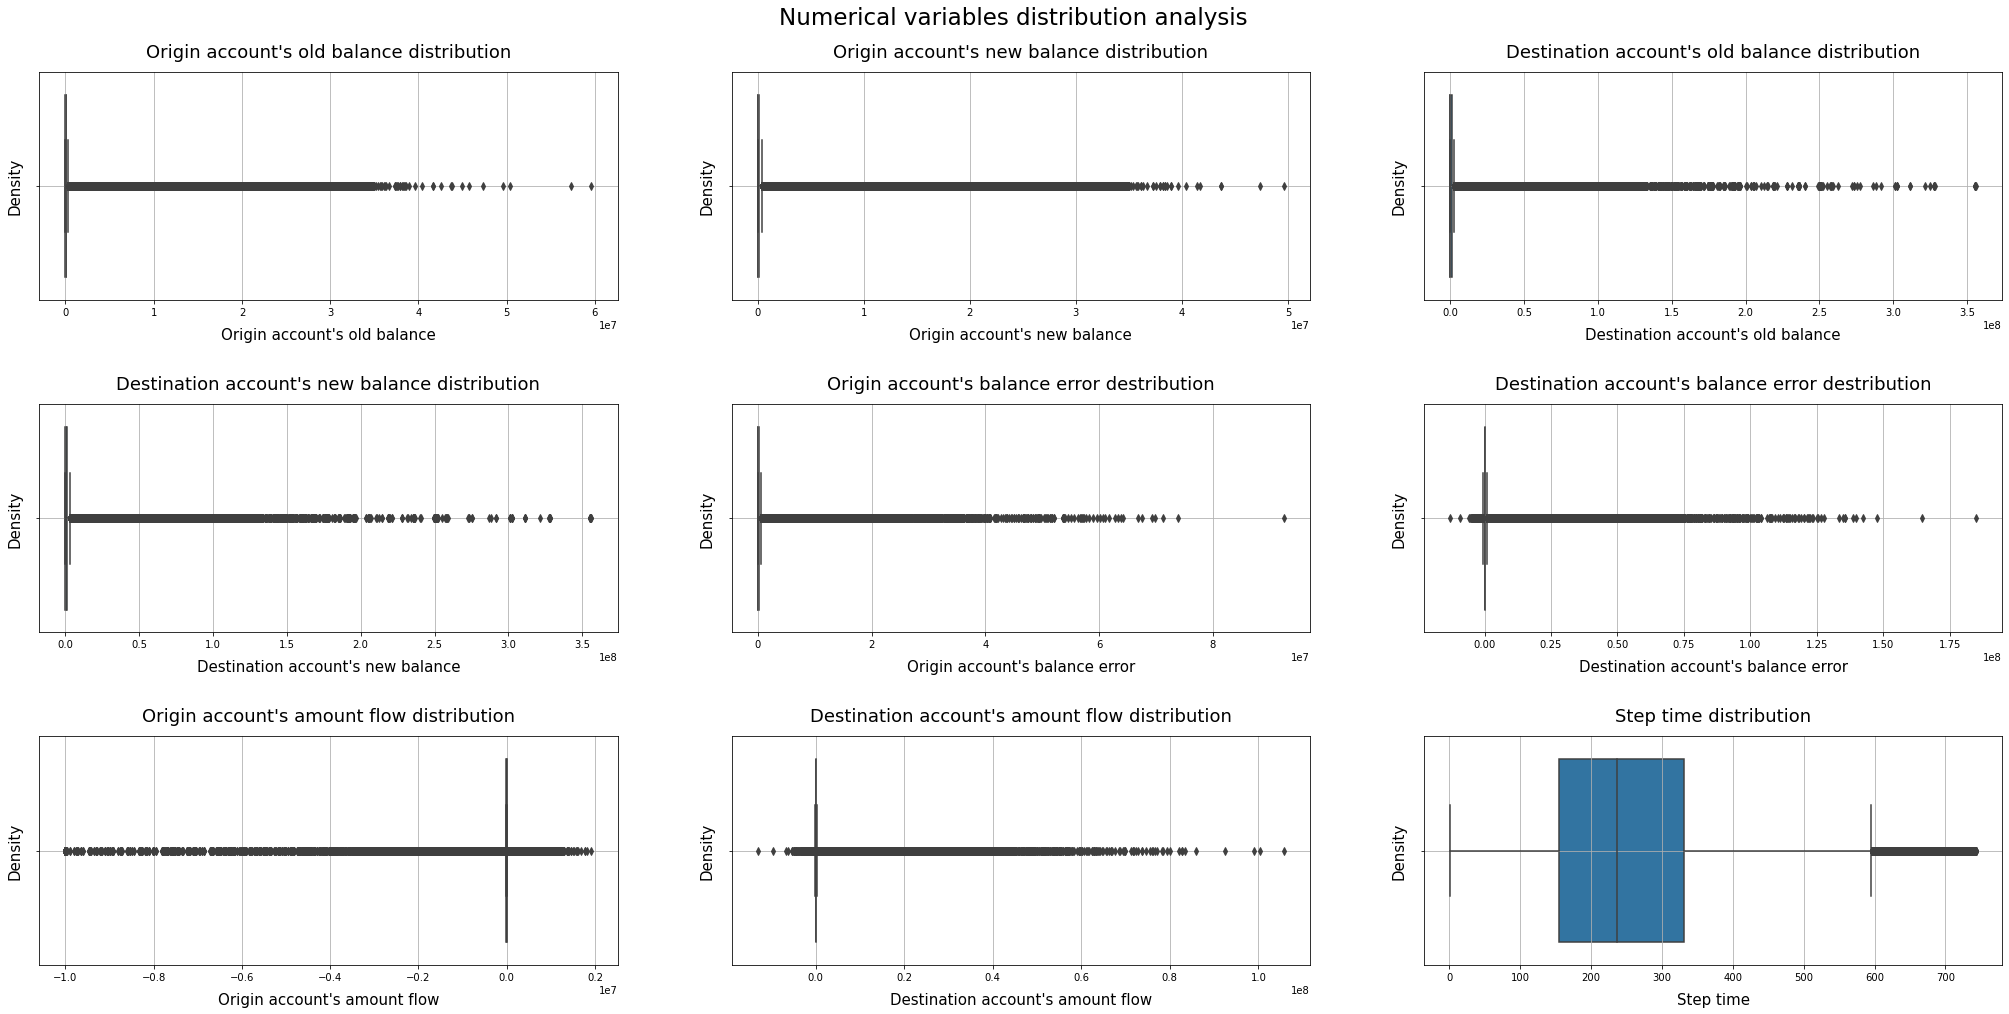 Numerical variables distribution analysis
Origin account's old balance distribution
Density
0 1 2 3 4 5 6
1e7
Origin account's old balance
Origin account's new balance distribution
Density
0 1 2 3 4 5
1e7
Origin account's new balance
Destination account's old balance distribution
Density
0.0 0.5 1.0 1.5 2.0 2.5 3.0 3.5
1e8
Destination account's old balance
Destination account's new balance distribution
Density
0.0 0.5 1.0 1.5 2.0 2.5 3.0 3.5
1e8
Destination account's new balance
Origin account's balance error destribution
Density
0 2 4 6 8
1e7
Origin account's balance error
Destination account's balance error destribution
Density
0.00 0.25 0.50 0.75 1.00 1.25 1.50 1.75
1e8
Destination account's balance error
Origin account's amount flow distribution
Density
−1.0 −0.8 −0.6 −0.4 −0.2 0.0 0.2
1e7
Origin account's amount flow
Destination account's amount flow distribution
Density
0.0 0.2 0.4 0.6 0.8 1.0
1e8
Destination account's amount flow
Step time distribution
Density
0 100 200 300 400 500 600 700
Step time